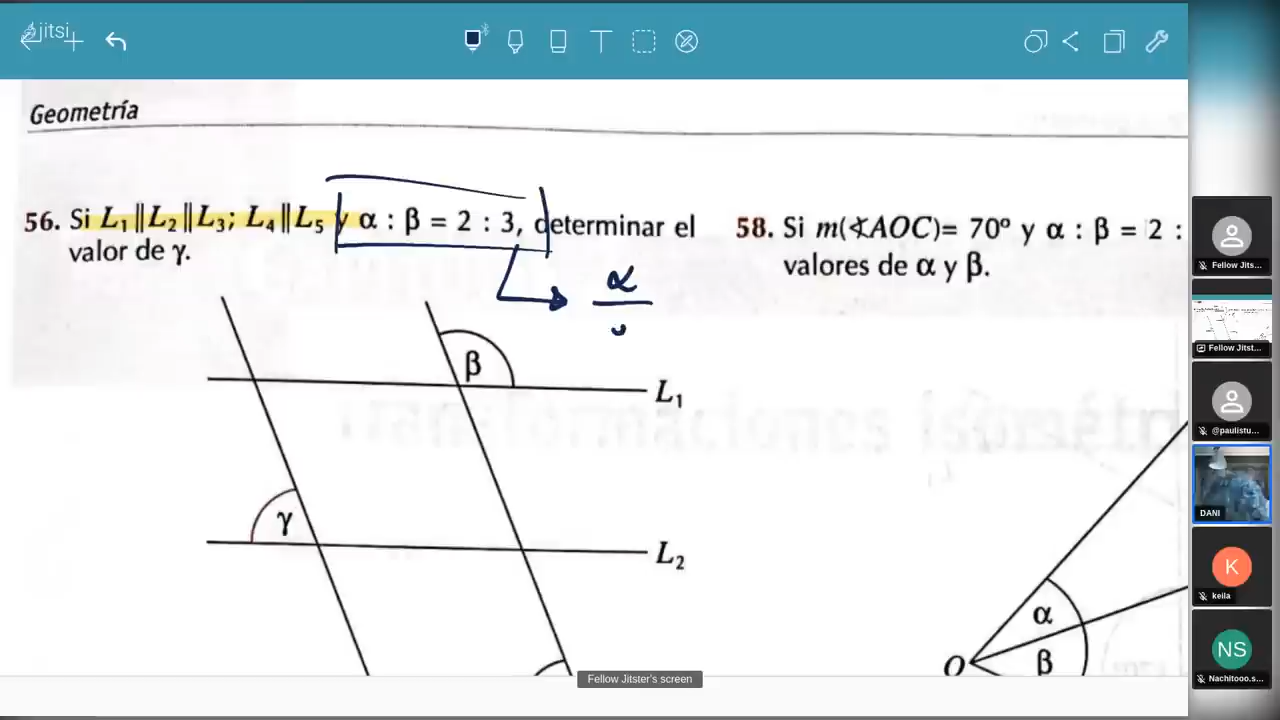 jitsi
Geometría
56. Si L₁∥L₂∥L₃; L₄∥L₅ y α : β = 2 : 3, determinar el
valor de γ.
α
58. Si m(∢AOC)= 70º y α : β = 2 :
valores de α y β.
β
L₁
γ
L₂
α
β
O
Fellow Jits...
Fellow Jitst...
@paulistu...
DANI
K
keila
NS
Nachitooo.s...
Fellow Jitster's screen